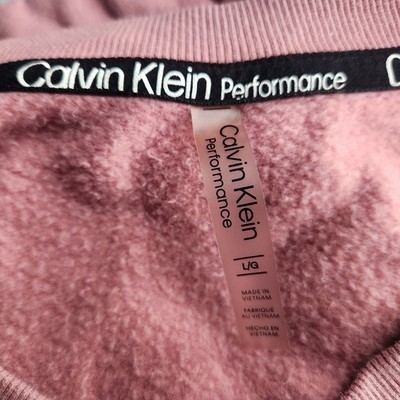 Calvin Klein Performance C
Calvin Klein
Performance
L/G
MADE IN
VIETNAM
FABRIQUÉ
AU VIETNAM
HECHO EN
VIETNAM